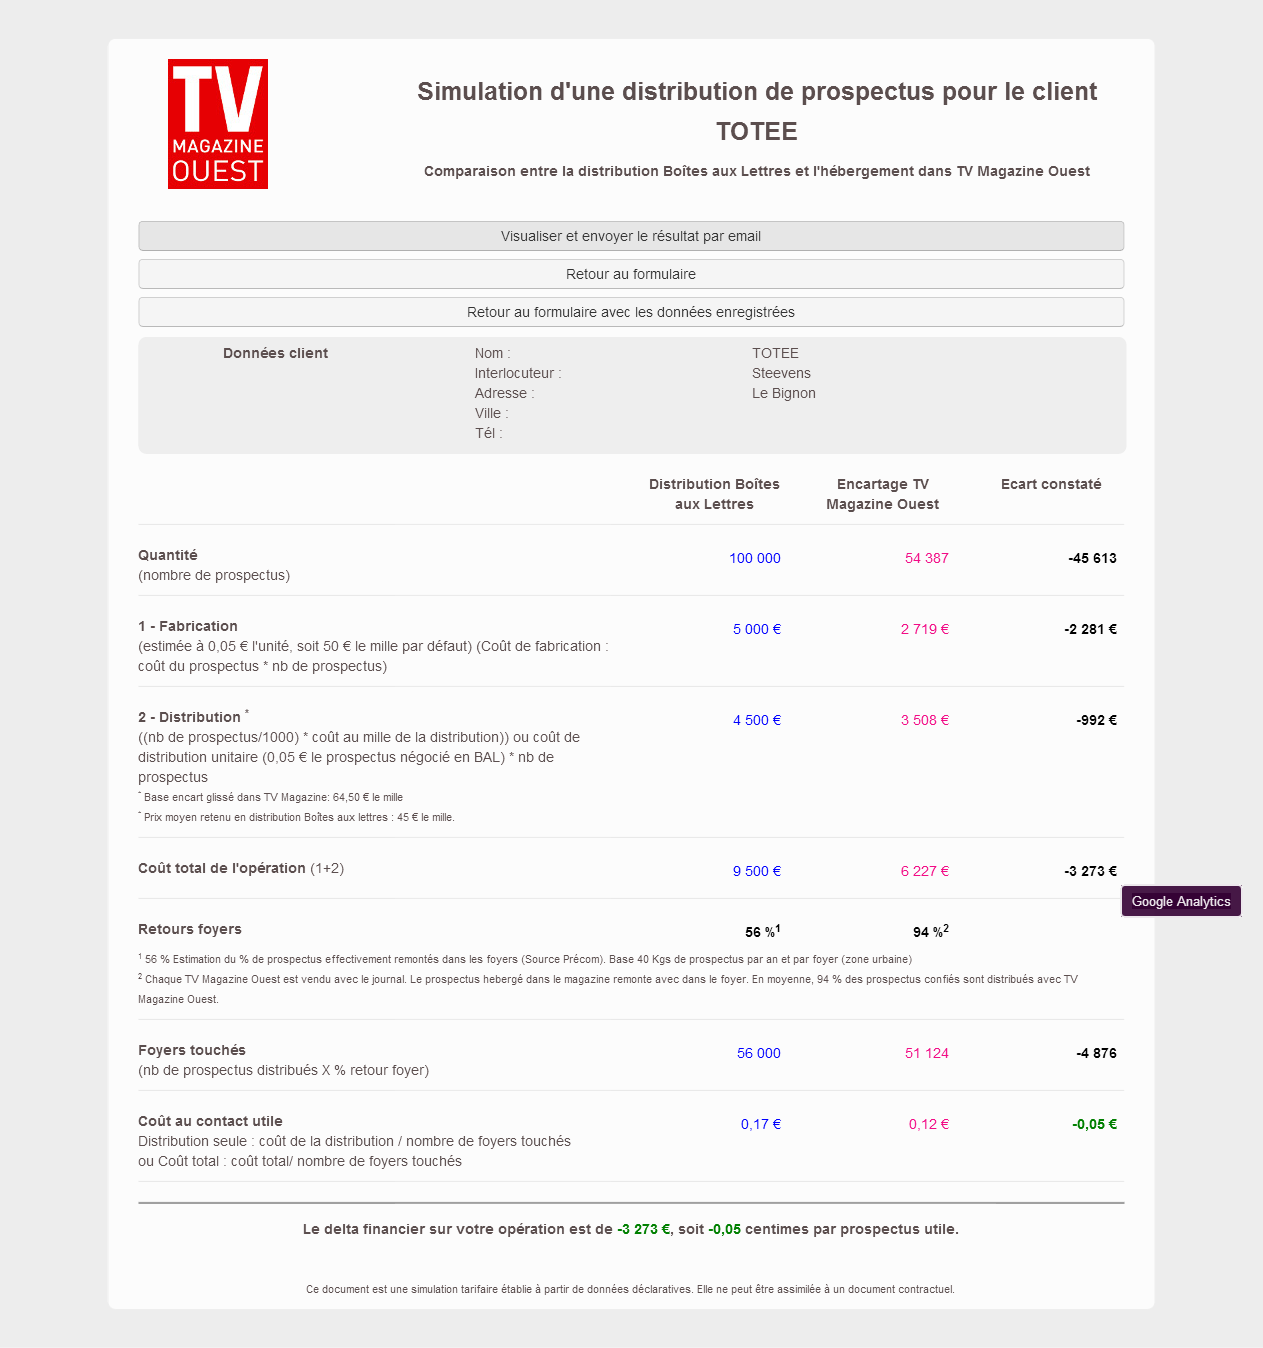 TV
MAGAZINE
OUEST
Simulation d'une distribution de prospectus pour le client
TOTEE
Comparaison entre la distribution Boîtes aux Lettres et l'hébergement dans TV Magazine Ouest
Visualiser et envoyer le résultat par email
Retour au formulaire
Retour au formulaire avec les données enregistrées
Données client Nom : TOTEE
Interlocuteur : Steevens
Adresse : Le Bignon
Ville :
Tél :
Distribution Boîtes Encartage TV Ecart constaté
aux Lettres Magazine Ouest
Quantité 100 000 54 387 -45 613
(nombre de prospectus)
1 - Fabrication 5 000 € 2 719 € -2 281 €
(estimée à 0,05 € l'unité, soit 50 € le mille par défaut) (Coût de fabrication :
coût du prospectus * nb de prospectus)
2 - Distribution * 4 500 € 3 508 € -992 €
((nb de prospectus/1000) * coût au mille de la distribution)) ou coût de
distribution unitaire (0,05 € le prospectus négocié en BAL) * nb de
prospectus
* Base encart glissé dans TV Magazine: 64,50 € le mille
* Prix moyen retenu en distribution Boîtes aux lettres : 45 € le mille.
Coût total de l'opération (1+2) 9 500 € 6 227 € -3 273 €
Google Analytics
Retours foyers 56 %1 94 %2
1 56 % Estimation du % de prospectus effectivement remontés dans les foyers (Source Précom). Base 40 Kgs de prospectus par an et par foyer (zone urbaine)
2 Chaque TV Magazine Ouest est vendu avec le journal. Le prospectus hebergé dans le magazine remonte avec dans le foyer. En moyenne, 94 % des prospectus confiés sont distribués avec TV
Magazine Ouest.
Foyers touchés 56 000 51 124 -4 876
(nb de prospectus distribués X % retour foyer)
Coût au contact utile 0,17 € 0,12 € -0,05 €
Distribution seule : coût de la distribution / nombre de foyers touchés
ou Coût total : coût total/ nombre de foyers touchés
Le delta financier sur votre opération est de -3 273 €, soit -0,05 centimes par prospectus utile.
Ce document est une simulation tarifaire établie à partir de données déclaratives. Elle ne peut être assimilée à un document contractuel.